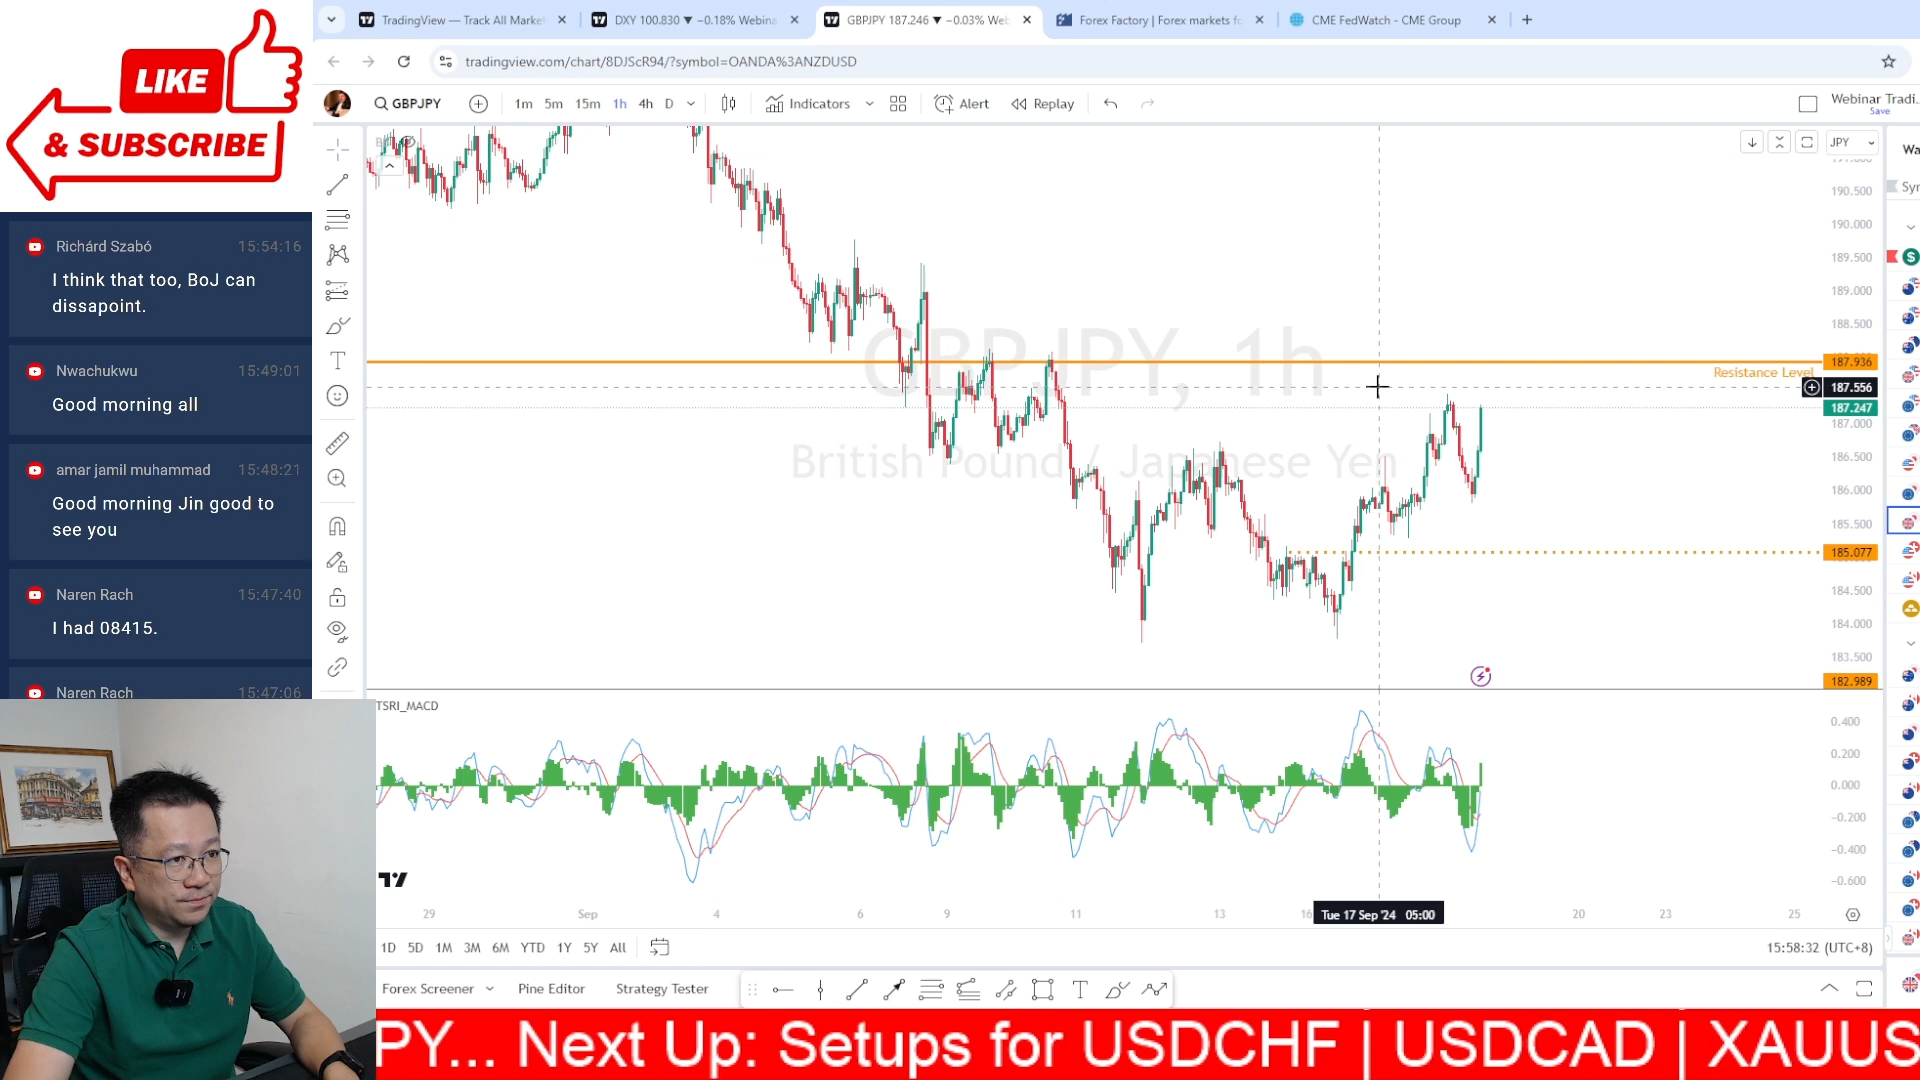 LIKE
& SUBSCRIBE
TradingView — Track All Marke
DXY 100.830 ▼ −0.18% Webina
GBPJPY 187.246 ▼ −0.03% Web
Forex Factory | Forex markets fo
CME FedWatch - CME Group
tradingview.com/chart/8DJScR94/?symbol=OANDA%3ANZDUSD
GBPJPY
1m 5m 15m 1h 4h D
Indicators
Alert
Replay
Webinar Tradi...
Save
JPY
Wa
Syr
Richárd Szabó 15:54:16
I think that too, BoJ can
dissapoint.
Nwachukwu 15:49:01
Good morning all
amar jamil muhammad 15:48:21
Good morning Jin good to
see you
Naren Rach 15:47:40
I had 08415.
Naren Rach 15:47:06
GBPJPY, 1h
British Pound / Japanese Yen
190.500
190.000
189.500
189.000
188.500
187.936
Resistance Level
187.556
187.247
187.000
186.500
186.000
185.500
185.077
184.500
184.000
183.500
182.989
TSRI_MACD
0.400
0.200
0.000
−0.200
−0.400
−0.600
29 Sep 4 6 9 11 13 16 Tue 17 Sep '24 05:00 20 23 25
1D 5D 1M 3M 6M YTD 1Y 5Y All
15:58:32 (UTC+8)
Forex Screener Pine Editor Strategy Tester
PY... Next Up: Setups for USDCHF | USDCAD | XAUUS